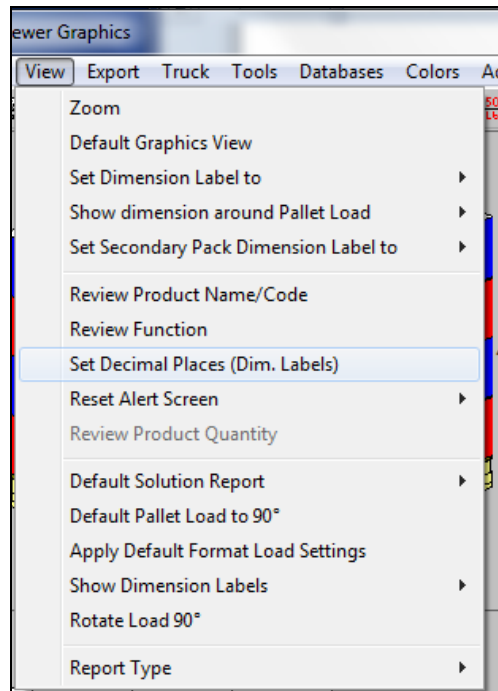 ewer Graphics
View Export Truck Tools Databases Colors
Zoom
Default Graphics View
Set Dimension Label to
Show dimension around Pallet Load
Set Secondary Pack Dimension Label to
Review Product Name/Code
Review Function
Set Decimal Places (Dim. Labels)
Reset Alert Screen
Review Product Quantity
Default Solution Report
Default Pallet Load to 90°
Apply Default Format Load Settings
Show Dimension Labels
Rotate Load 90°
Report Type